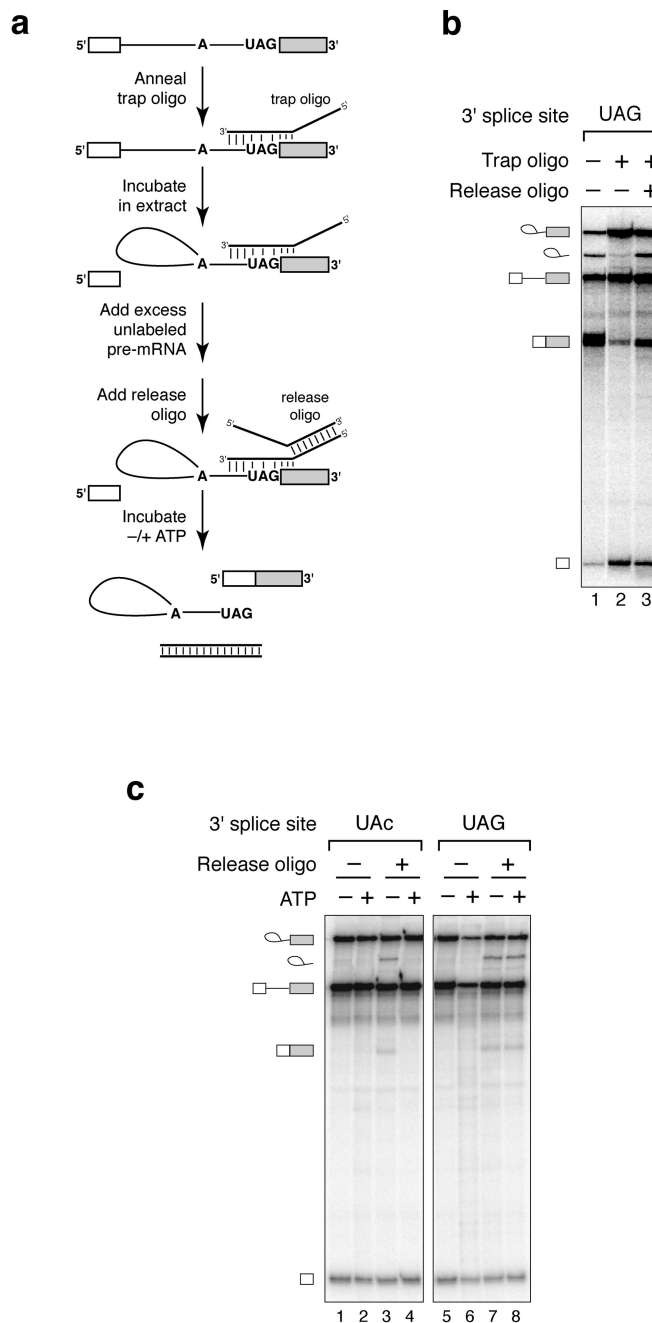 a
5' A UAG 3'
Anneal
trap oligo
trap oligo
5'
3'
5' A UAG 3'
Incubate
in extract
5'
3'
A UAG 3'
5'
Add excess
unlabeled
pre-mRNA
Add release
oligo
release
oligo
5' 3'
5'
3'
A UAG 3'
5'
Incubate
–/+ ATP
5' 3'
A UAG
b
3' splice site UAG
Trap oligo – + +
Release oligo – – +
1 2 3
c
3' splice site UAc UAG
Release oligo – + – +
ATP – + – + – + – +
1 2 3 4 5 6 7 8